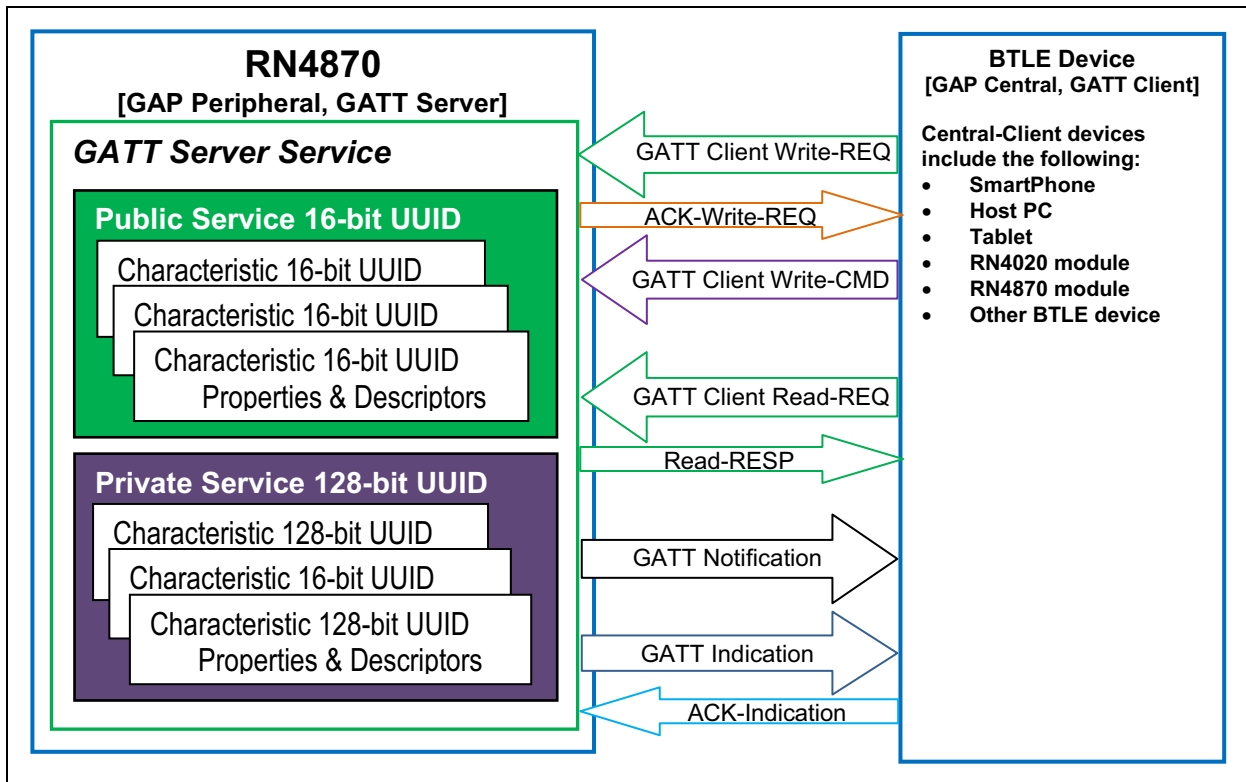 RN4870
[GAP Peripheral, GATT Server]
GATT Server Service
Public Service 16-bit UUID
Characteristic 16-bit UUID
Characteristic 16-bit UUID
Characteristic 16-bit UUID
Properties & Descriptors
Private Service 128-bit UUID
Characteristic 128-bit UUID
Characteristic 16-bit UUID
Characteristic 128-bit UUID
Properties & Descriptors
GATT Client Write-REQ
ACK-Write-REQ
GATT Client Write-CMD
GATT Client Read-REQ
Read-RESP
GATT Notification
GATT Indication
ACK-Indication
BTLE Device
[GAP Central, GATT Client]
Central-Client devices
include the following:
• SmartPhone
• Host PC
• Tablet
• RN4020 module
• RN4870 module
• Other BTLE device